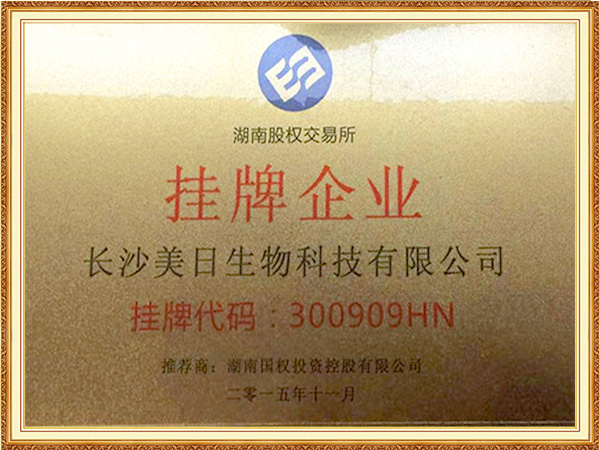 湖南股权交易所
挂牌企业
长沙美日生物科技有限公司
挂牌代码：300909HN
推荐商：湖南国权投资控股有限公司
二零一五年十一月